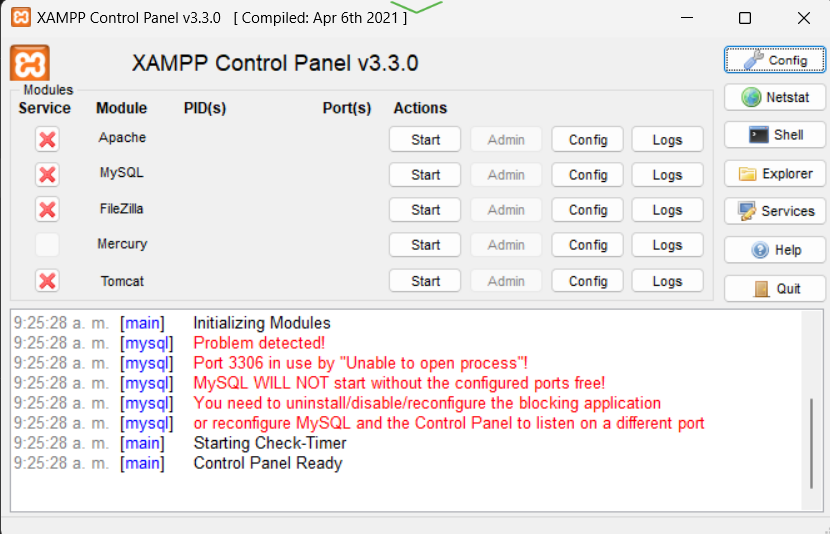 XAMPP Control Panel v3.3.0 [ Compiled: Apr 6th 2021 ]
XAMPP Control Panel v3.3.0
Config
Modules
Service Module PID(s) Port(s) Actions
Netstat
Apache Start Admin Config Logs
Shell
MySQL Start Admin Config Logs
Explorer
FileZilla Start Admin Config Logs
Services
Mercury Start Admin Config Logs
Help
Tomcat Start Admin Config Logs
Quit
9:25:28 a. m. [main] Initializing Modules
9:25:28 a. m. [mysql] Problem detected!
9:25:28 a. m. [mysql] Port 3306 in use by "Unable to open process"!
9:25:28 a. m. [mysql] MySQL WILL NOT start without the configured ports free!
9:25:28 a. m. [mysql] You need to uninstall/disable/reconfigure the blocking application
9:25:28 a. m. [mysql] or reconfigure MySQL and the Control Panel to listen on a different port
9:25:28 a. m. [main] Starting Check-Timer
9:25:28 a. m. [main] Control Panel Ready